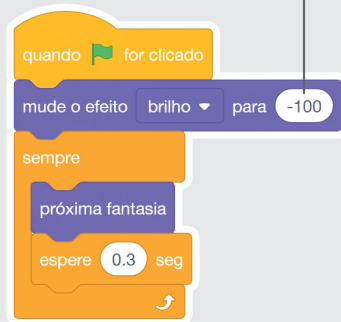 quando for clicado
mude o efeito brilho para -100
sempre
próxima fantasia
espere 0.3 seg